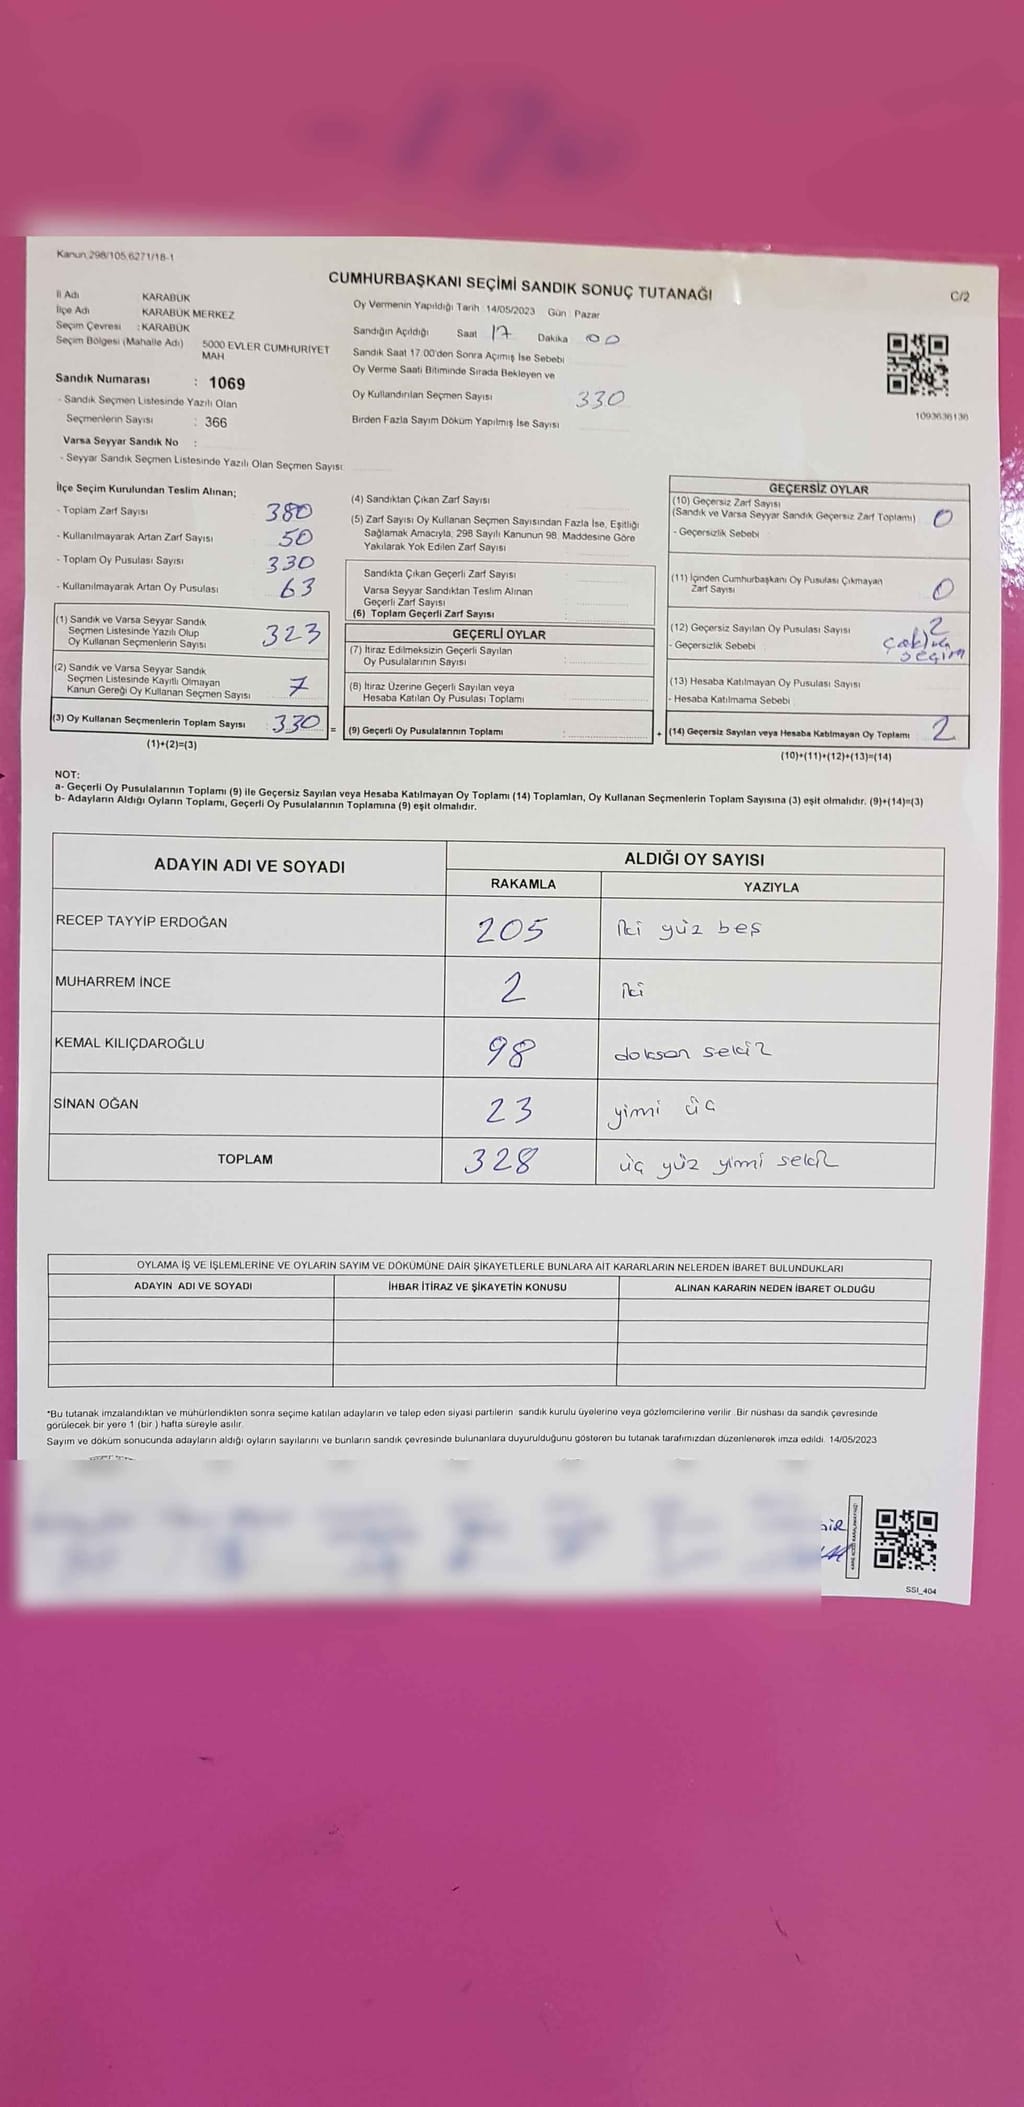 Kanun 298/105,6271/18-1
CUMHURBAŞKANI SEÇİMİ SANDIK SONUÇ TUTANAĞI
C/2
İl Adı KARABÜK
İlçe Adı KARABÜK MERKEZ
Seçim Çevresi : KARABÜK
Seçim Bölgesi (Mahalle Adı) 5000 EVLER CUMHURİYET MAH
Sandık Numarası : 1069
- Sandık Seçmen Listesinde Yazılı Olan
Seçmenlerin Sayısı : 366
Varsa Seyyar Sandık No :
- Seyyar Sandık Seçmen Listesinde Yazılı Olan Seçmen Sayısı:
Oy Vermenin Yapıldığı Tarih : 14/05/2023 Gün : Pazar
Sandığın Açıldığı Saat 17 Dakika 00
Sandık Saat 17.00'den Sonra Açımış İse Sebebi
Oy Verme Saati Bitiminde Sırada Bekleyen ve
Oy Kullandırılan Seçmen Sayısı 330
Birden Fazla Sayım Döküm Yapılmış İse Sayısı
1093636136
İlçe Seçim Kurulundan Teslim Alınan;
- Toplam Zarf Sayısı 380
- Kullanılmayarak Artan Zarf Sayısı 50
- Toplam Oy Pusulası Sayısı 330
- Kullanılmayarak Artan Oy Pusulası 63
(1) Sandık ve Varsa Seyyar Sandık
Seçmen Listesinde Yazılı Olup
Oy Kullanan Seçmenlerin Sayısı 323
(2) Sandık ve Varsa Seyyar Sandık
Seçmen Listesinde Kayıtlı Olmayan
Kanun Gereği Oy Kullanan Seçmen Sayısı 7
(3) Oy Kullanan Seçmenlerin Toplam Sayısı 330 =
(1)+(2)=(3)
(4) Sandıktan Çıkan Zarf Sayısı
(5) Zarf Sayısı Oy Kullanan Seçmen Sayısından Fazla İse, Eşitliği
Sağlamak Amacıyla, 298 Sayılı Kanunun 98. Maddesine Göre
Yakılarak Yok Edilen Zarf Sayısı
Sandıkta Çıkan Geçerli Zarf Sayısı
Varsa Seyyar Sandıktan Teslim Alınan
Geçerli Zarf Sayısı
(6) Toplam Geçerli Zarf Sayısı
GEÇERLİ OYLAR
(7) İtiraz Edilmeksizin Geçerli Sayılan
Oy Pusulalarının Sayısı :
(8) İtiraz Üzerine Geçerli Sayılan veya
Hesaba Katılan Oy Pusulası Toplamı :
(9) Geçerli Oy Pusulalarının Toplamı : +
GEÇERSİZ OYLAR
(10) Geçersiz Zarf Sayısı
(Sandık ve Varsa Seyyar Sandık Geçersiz Zarf Toplamı) 0
- Geçersizlik Sebebi
(11) İçinden Cumhurbaşkanı Oy Pusulası Çıkmayan
Zarf Sayısı 0
(12) Geçersiz Sayılan Oy Pusulası Sayısı 2
- Geçersizlik Sebebi seçim
(13) Hesaba Katılmayan Oy Pusulası Sayısı
- Hesaba Katılmama Sebebi
(14) Geçersiz Sayılan veya Hesaba Katılmayan Oy Toplamı 2
(10)+(11)+(12)+(13)=(14)
NOT:
a- Geçerli Oy Pusulalarının Toplamı (9) ile Geçersiz Sayılan veya Hesaba Katılmayan Oy Toplamı (14) Toplamları, Oy Kullanan Seçmenlerin Toplam Sayısına (3) eşit olmalıdır. (9)+(14)=(3)
b- Adayların Aldığı Oyların Toplamı, Geçerli Oy Pusulalarının Toplamına (9) eşit olmalıdır.
ADAYIN ADI VE SOYADI ALDIĞI OY SAYISI
RAKAMLA YAZIYLA
RECEP TAYYİP ERDOĞAN 205 iki yüz beş
MUHARREM İNCE 2 iki
KEMAL KILIÇDAROĞLU 98 doksan sekiz
SİNAN OĞAN 23 yirmi üç
TOPLAM 328 üç yüz yirmi sekiz
OYLAMA İŞ VE İŞLEMLERİNE VE OYLARIN SAYIM VE DÖKÜMÜNE DAİR ŞİKAYETLERLE BUNLARA AİT KARARLARIN NELERDEN İBARET BULUNDUKLARI
ADAYIN ADI VE SOYADI İHBAR İTİRAZ VE ŞİKAYETİN KONUSU ALINAN KARARIN NEDEN İBARET OLDUĞU
*Bu tutanak imzalandıktan ve mühürlendikten sonra seçime katılan adayların ve talep eden siyasi partilerin sandık kurulu üyelerine veya gözlemcilerine verilir. Bir nüshası da sandık çevresinde
görülecek bir yere 1 (bir ) hafta süreyle asılır.
Sayım ve döküm sonucunda adayların aldığı oyların sayılarını ve bunların sandık çevresinde bulunanlara duyurulduğunu gösteren bu tutanak tarafımızdan düzenlenerek imza edildi. 14/05/2023
SSI_404